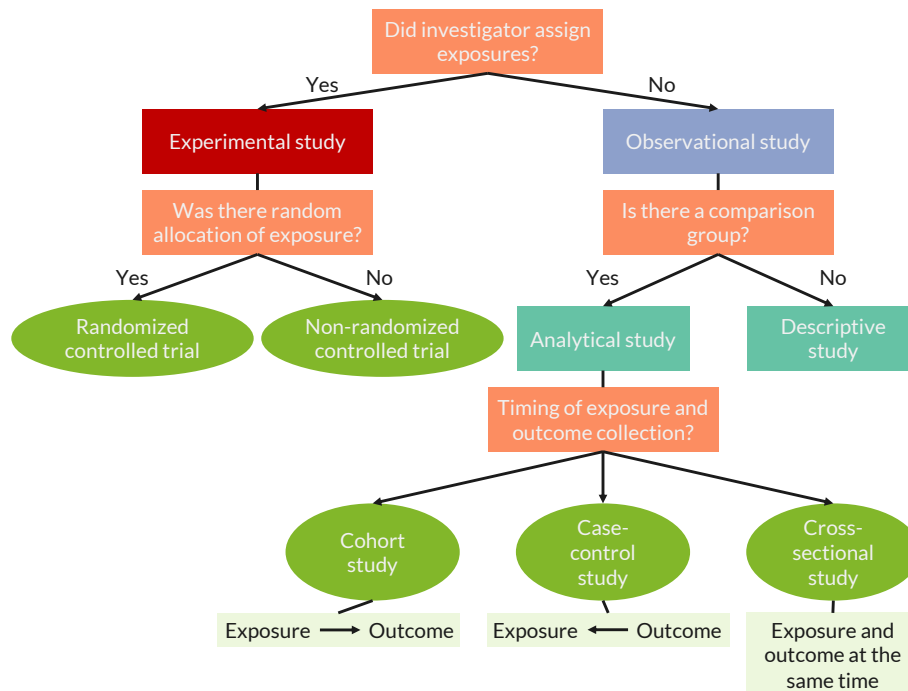 Did investigator assign
exposures?
Yes
No
Experimental study
Observational study
Was there random
allocation of exposure?
Is there a comparison
group?
Yes
No
Yes
No
Randomized
controlled trial
Non-randomized
controlled trial
Analytical study
Descriptive
study
Timing of exposure and
outcome collection?
Cohort
study
Case-
control
study
Cross-
sectional
study
Exposure → Outcome
Exposure ← Outcome
Exposure and
outcome at the
same time